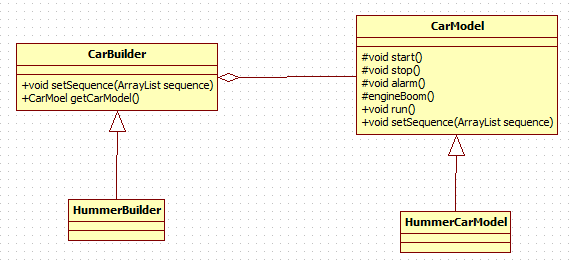 CarBuilder
+void setSequence(ArrayList sequence)
+CarMoel getCarModel()
CarModel
#void start()
#void stop()
#void alarm()
#engineBoom()
+void run()
+void setSequence(ArrayList sequence)
HummerBuilder
HummerCarModel